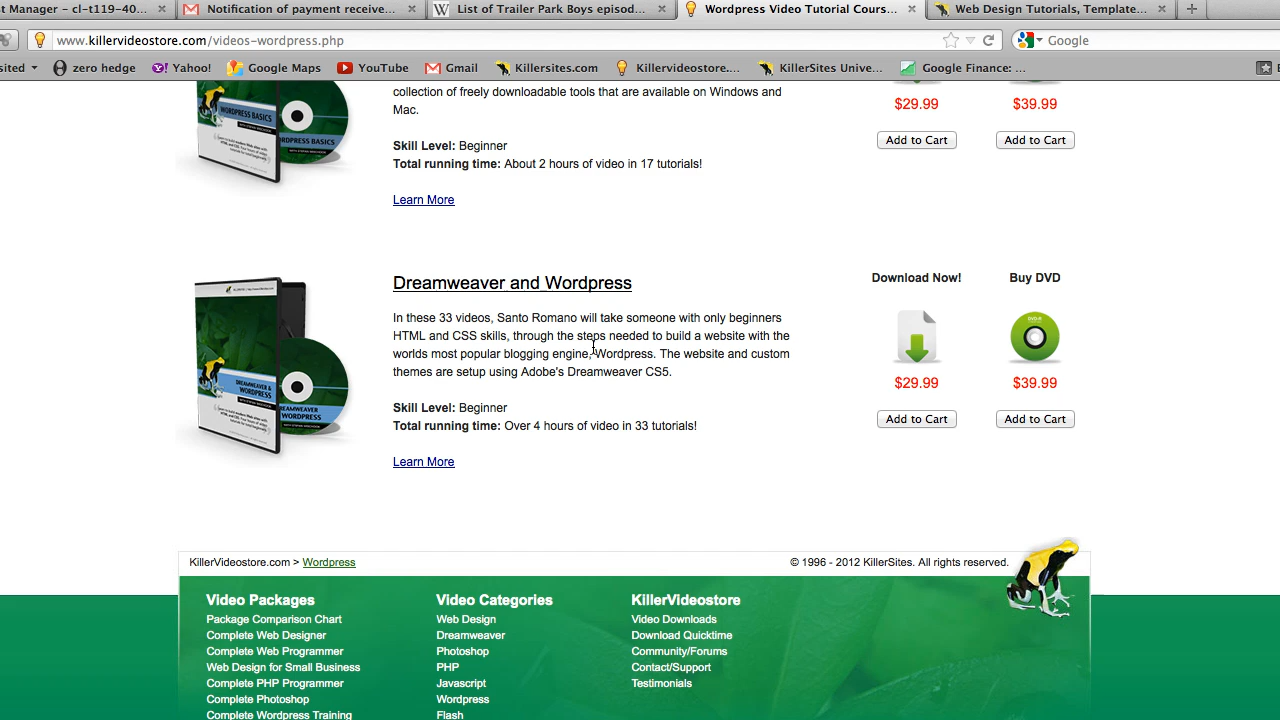 st Manager – cl-t119-40...
Notification of payment receive...
List of Trailer Park Boys episod...
Wordpress Video Tutorial Cours...
Web Design Tutorials, Template...
www.killervideostore.com/videos-wordpress.php
Google
sited
zero hedge
Yahoo!
Google Maps
YouTube
Gmail
Killersites.com
Killervideostore....
KillerSites Unive...
Google Finance: ...
collection of freely downloadable tools that are available on Windows and
Mac.
$29.99
$39.99
Add to Cart
Add to Cart
WORDPRESS BASICS
WORDPRESS BASICS
Skill Level: Beginner
Total running time: About 2 hours of video in 17 tutorials!
Learn More
Dreamweaver and Wordpress
Download Now!
Buy DVD
In these 33 videos, Santo Romano will take someone with only beginners
HTML and CSS skills, through the steps needed to build a website with the
worlds most popular blogging engine, Wordpress. The website and custom
themes are setup using Adobe's Dreamweaver CS5.
DVD-R
$29.99
$39.99
Add to Cart
Add to Cart
DREAMWEAVER &
WORDPRESS
DREAMWEAVER
WORDPRESS
Skill Level: Beginner
Total running time: Over 4 hours of video in 33 tutorials!
Learn More
KillerVideostore.com > Wordpress
© 1996 - 2012 KillerSites. All rights reserved.
Video Packages
Package Comparison Chart
Complete Web Designer
Complete Web Programmer
Web Design for Small Business
Complete PHP Programmer
Complete Photoshop
Complete Wordpress Training
Video Categories
Web Design
Dreamweaver
Photoshop
PHP
Javascript
Wordpress
Flash
KillerVideostore
Video Downloads
Download Quicktime
Community/Forums
Contact/Support
Testimonials